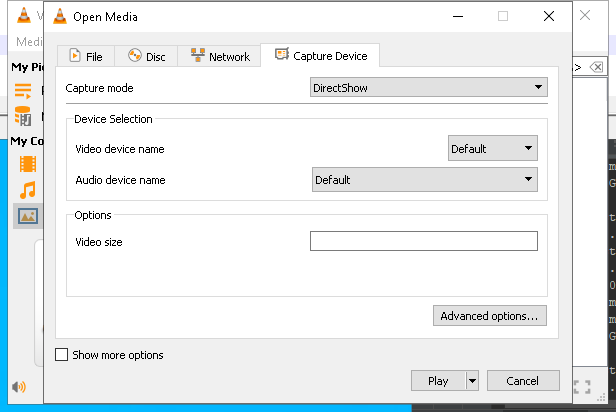 Open Media
Medi
My Pi
My Co
File
Disc
Network
Capture Device
Capture mode
DirectShow
Device Selection
Video device name
Default
Audio device name
Default
Options
Video size
Advanced options...
Show more options
Play
Cancel